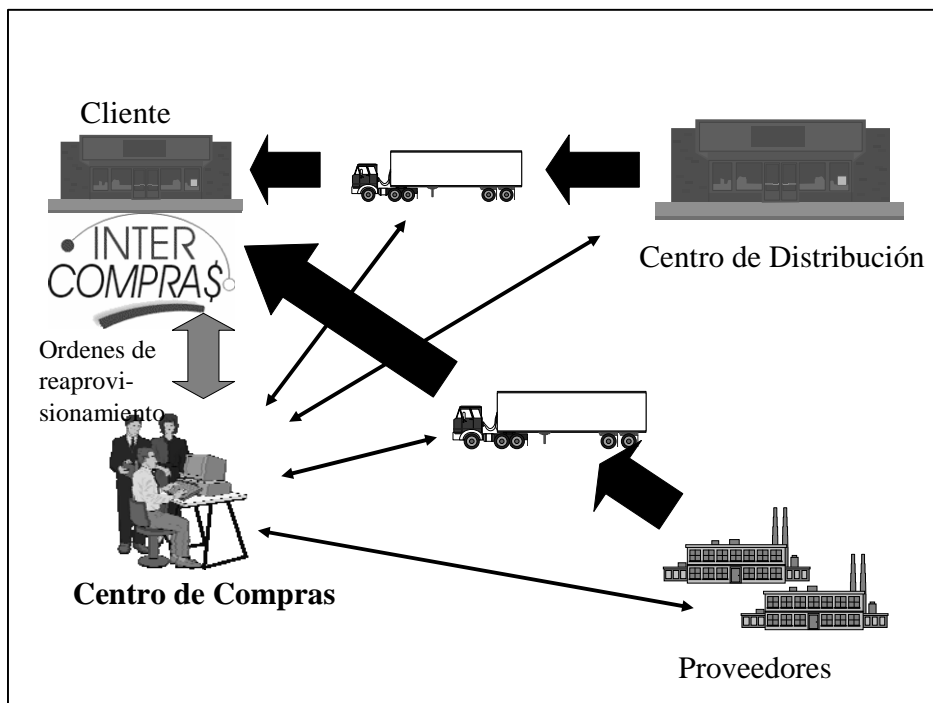 Cliente
INTER
COMPRA$
Centro de Distribución
Ordenes de
reaprovi-
sionamiento
Centro de Compras
Proveedores